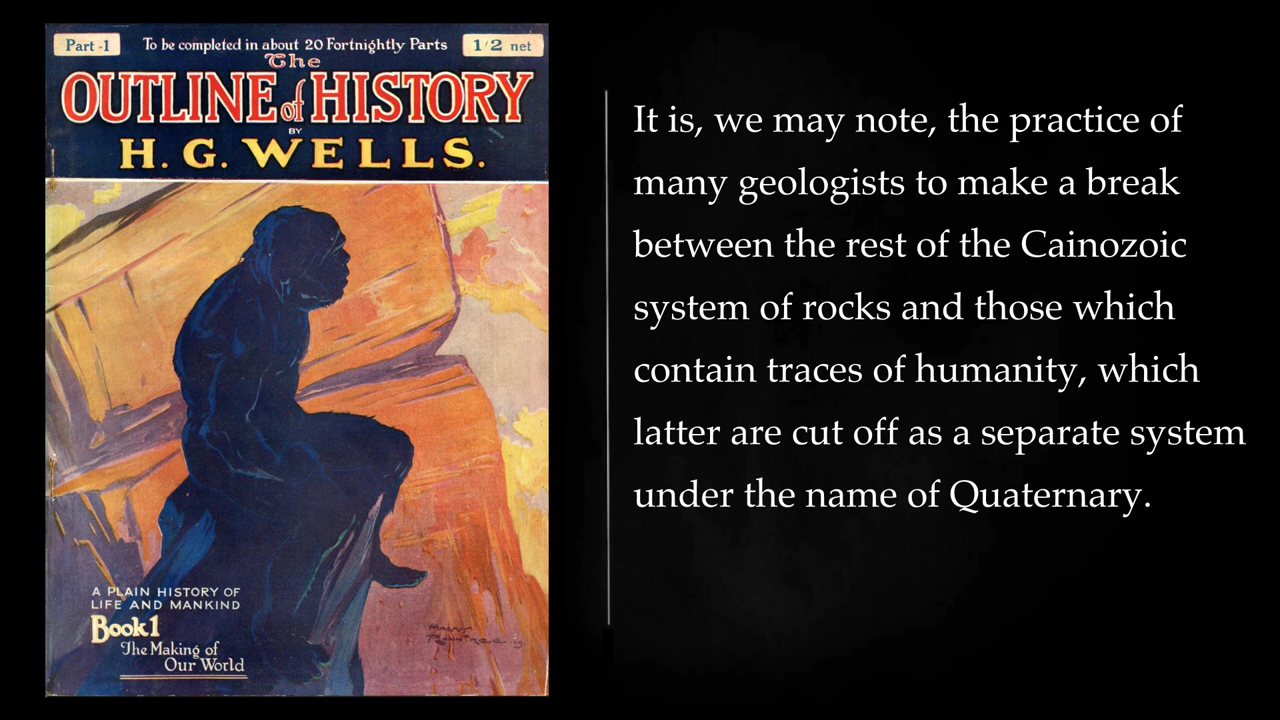 Part -1
To be completed in about 20 Fortnightly Parts
1/2 net
The
OUTLINE of HISTORY
BY
H. G. WELLS.
A PLAIN HISTORY OF
LIFE AND MANKIND
Book 1
The Making of
Our World
It is, we may note, the practice of
many geologists to make a break
between the rest of the Cainozoic
system of rocks and those which
contain traces of humanity, which
latter are cut off as a separate system
under the name of Quaternary.